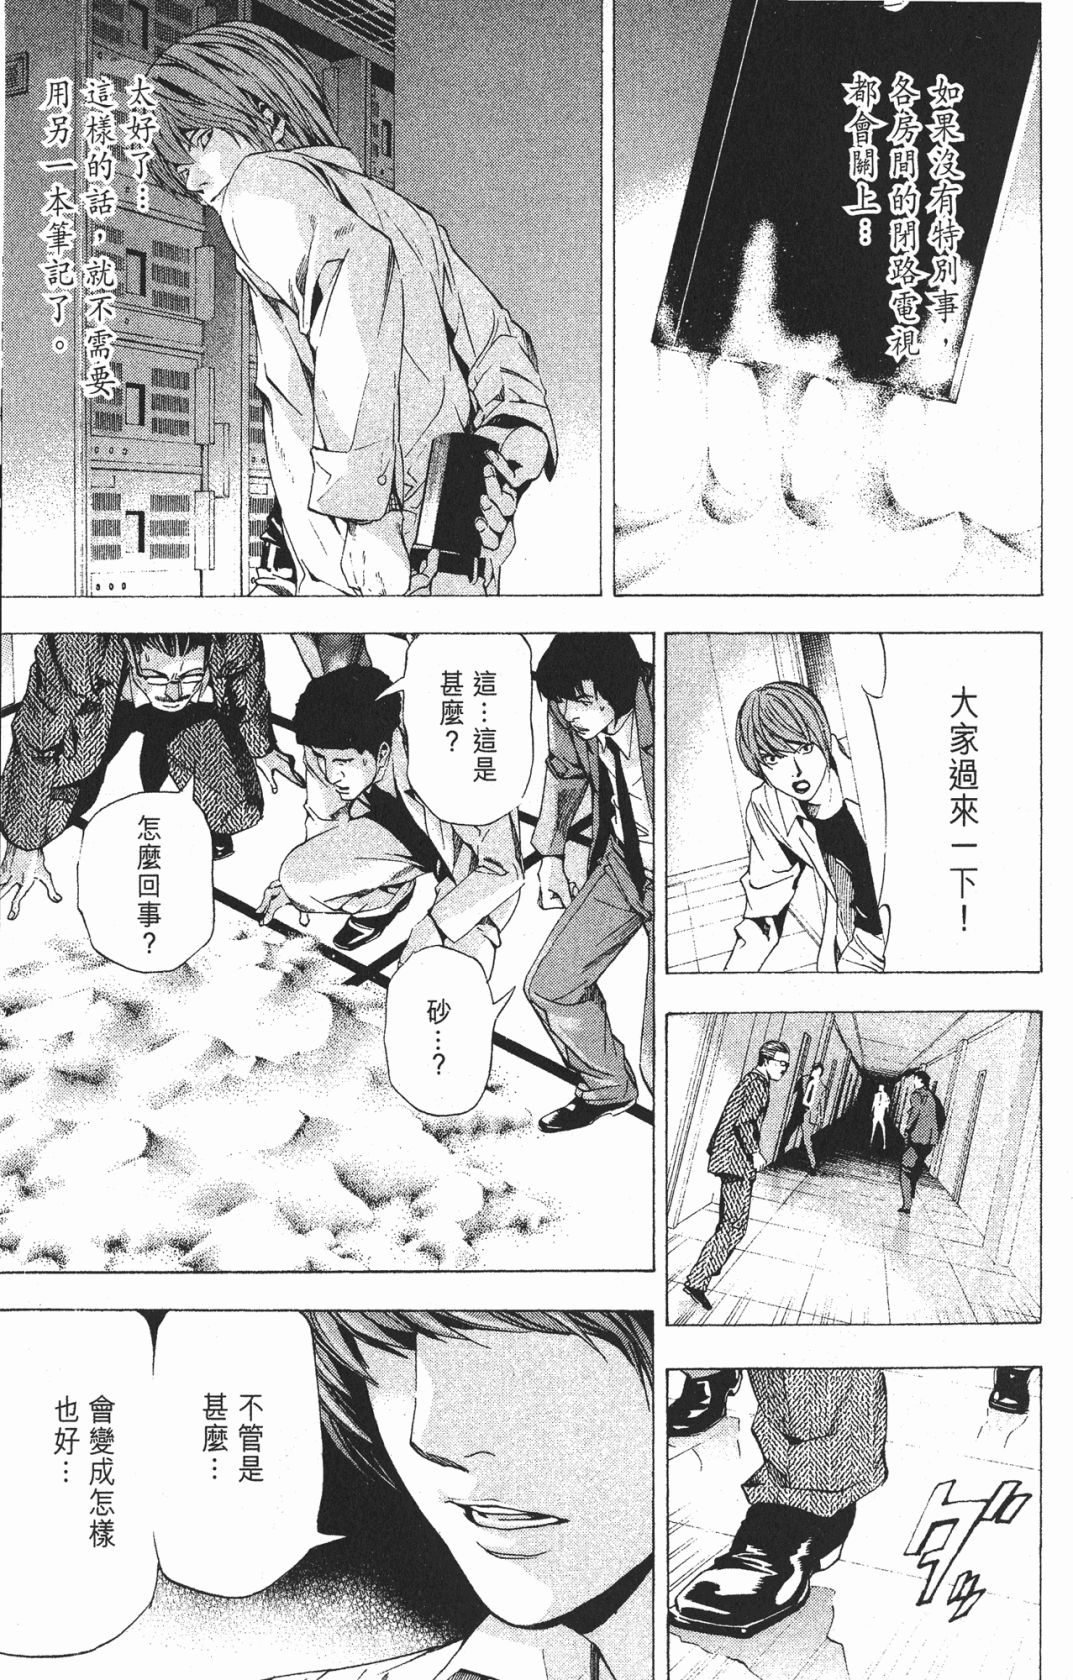 如果沒有特別事，
各房間的閉路電視
都會關上…
太好了…
這樣的話，就不需要
用另一本筆記了。
大家過來一下！
ダダッ
這…這是
甚麼？
怎麼回事？
砂…？
不管是
甚麼…
會變成怎樣
也好…